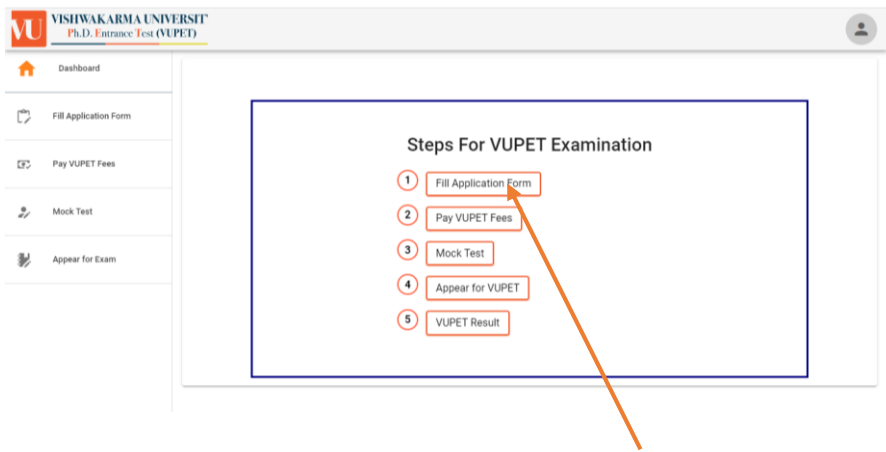 VU
VISHWAKARMA UNIVERSIT
Ph.D. Entrance Test (VUPET)
Dashboard
Fill Application Form
Pay VUPET Fees
Mock Test
Appear for Exam
Steps For VUPET Examination
1 Fill Application Form
2 Pay VUPET Fees
3 Mock Test
4 Appear for VUPET
5 VUPET Result